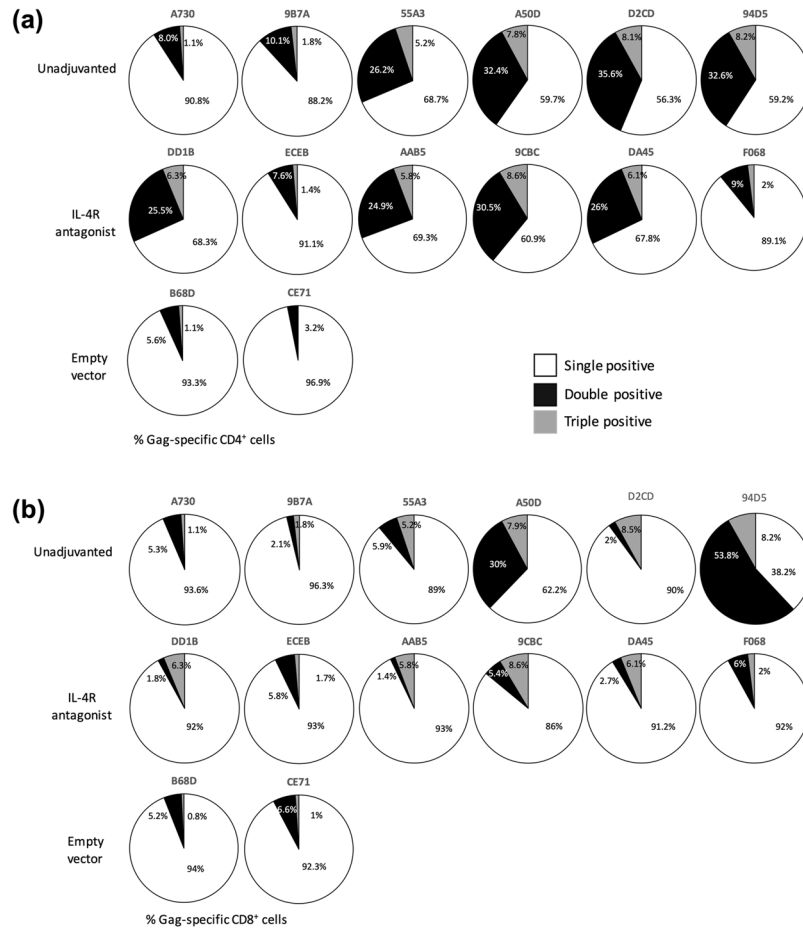 (a)
A730 9B7A 55A3 A50D D2CD 94D5
Unadjuvanted
8.0% 1.1% 90.8%
10.1% 1.8% 88.2%
26.2% 5.2% 68.7%
32.4% 7.8% 59.7%
35.6% 8.1% 56.3%
32.6% 8.2% 59.2%
DD1B ECEB AAB5 9CBC DA45 F068
IL-4R
antagonist
25.5% 6.3% 68.3%
7.6% 1.4% 91.1%
24.9% 5.8% 69.3%
30.5% 8.6% 60.9%
26% 6.1% 67.8%
9% 2% 89.1%
B68D CE71
Empty
vector
5.6% 1.1% 93.3%
3.2% 96.9%
Single positive
Double positive
Triple positive
% Gag-specific CD4⁺ cells
(b)
A730 9B7A 55A3 A50D D2CD 94D5
Unadjuvanted
5.3% 1.1% 93.6%
2.1% 1.8% 96.3%
5.9% 5.2% 89%
30% 7.9% 62.2%
2% 8.5% 90%
53.8% 8.2% 38.2%
DD1B ECEB AAB5 9CBC DA45 F068
IL-4R
antagonist
1.8% 6.3% 92%
5.8% 1.7% 93%
1.4% 5.8% 93%
5.4% 8.6% 86%
2.7% 6.1% 91.2%
6% 2% 92%
B68D CE71
Empty
vector
5.2% 0.8% 94%
6.6% 1% 92.3%
% Gag-specific CD8⁺ cells